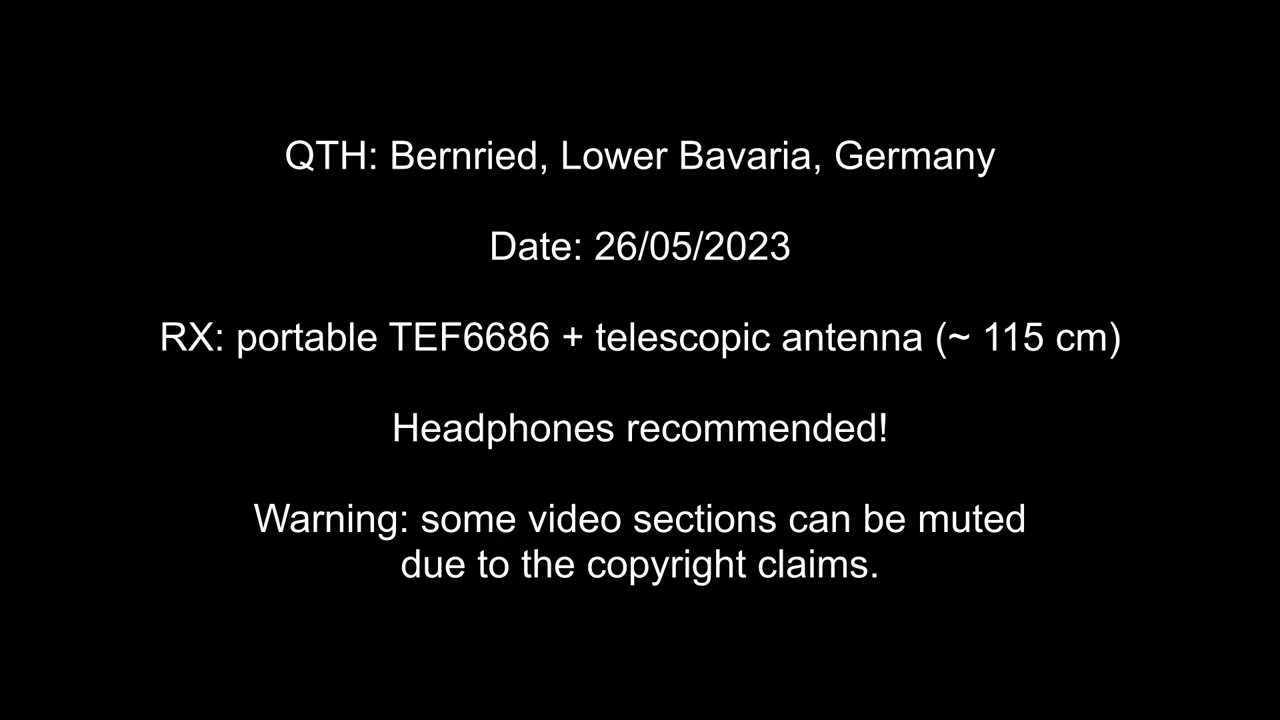 QTH: Bernried, Lower Bavaria, Germany
Date: 26/05/2023
RX: portable TEF6686 + telescopic antenna (~ 115 cm)
Headphones recommended!
Warning: some video sections can be muted
due to the copyright claims.